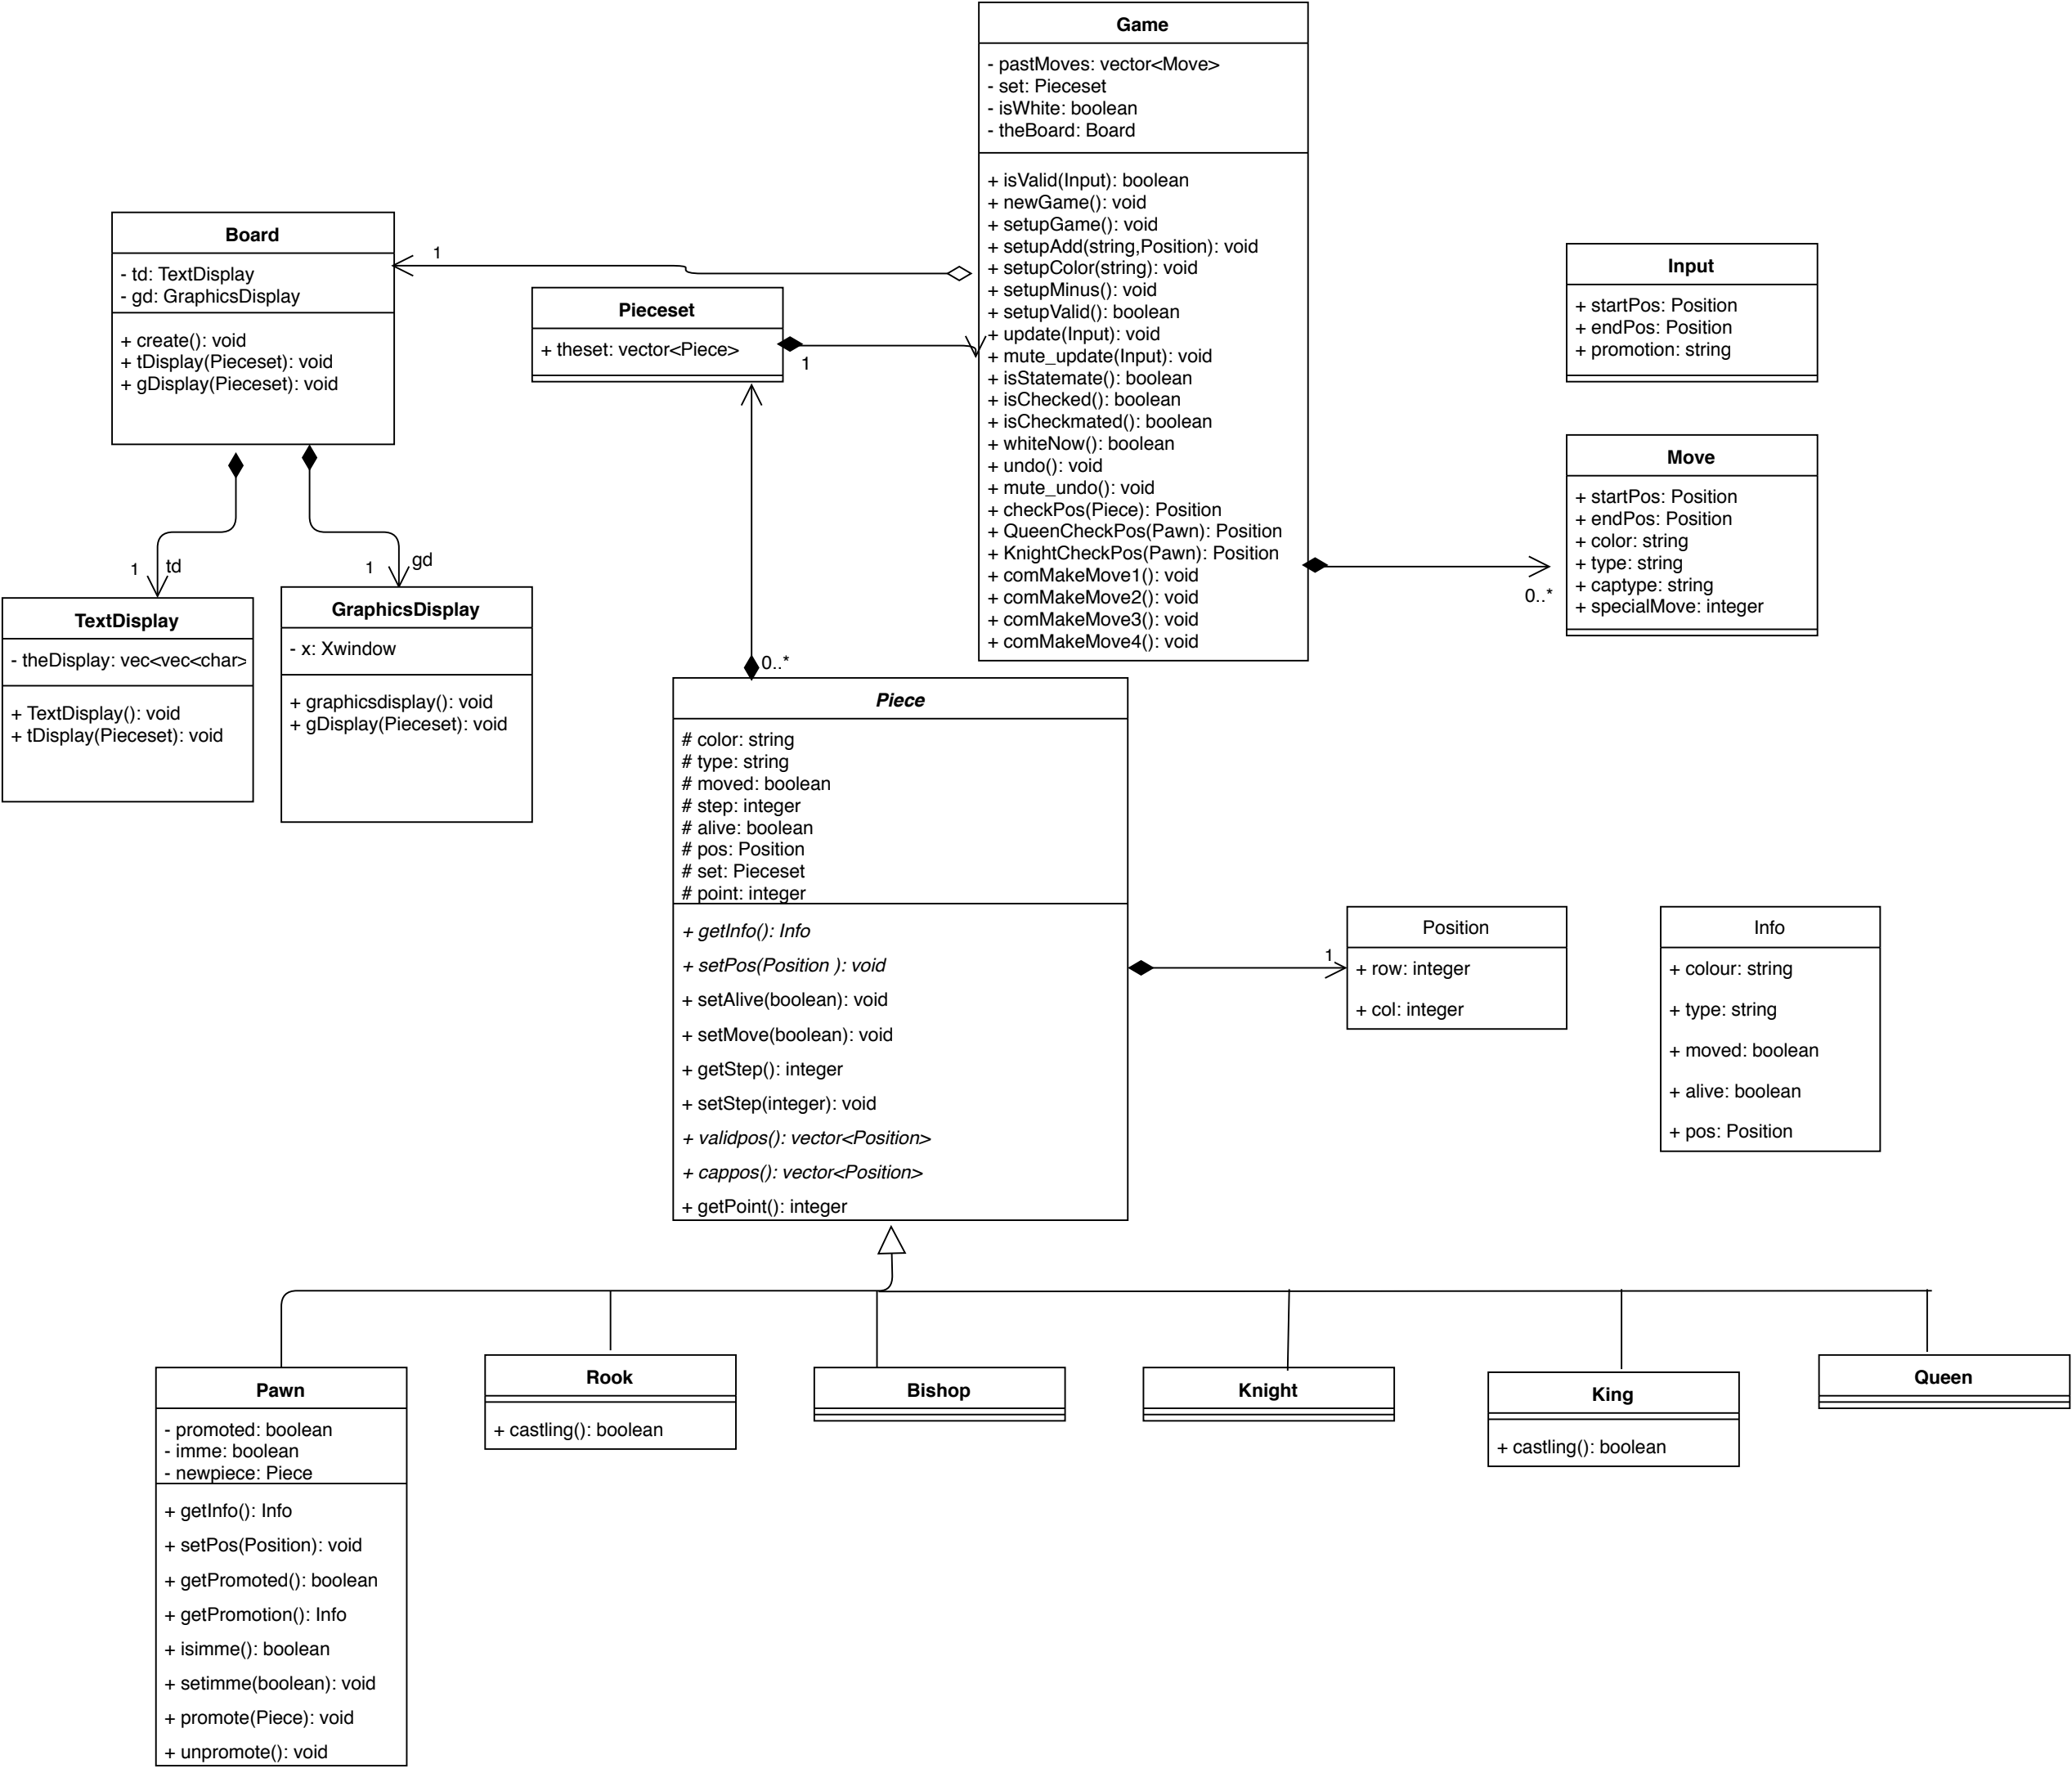 Game
- pastMoves: vector<Move>
- set: Pieceset
- isWhite: boolean
- theBoard: Board
+ isValid(Input): boolean
+ newGame(): void
+ setupGame(): void
+ setupAdd(string,Position): void
+ setupColor(string): void
+ setupMinus(): void
+ setupValid(): boolean
+ update(Input): void
+ mute_update(Input): void
+ isStatemate(): boolean
+ isChecked(): boolean
+ isCheckmated(): boolean
+ whiteNow(): boolean
+ undo(): void
+ mute_undo(): void
+ checkPos(Piece): Position
+ QueenCheckPos(Pawn): Position
+ KnightCheckPos(Pawn): Position
+ comMakeMove1(): void
+ comMakeMove2(): void
+ comMakeMove3(): void
+ comMakeMove4(): void
Board
- td: TextDisplay
- gd: GraphicsDisplay
+ create(): void
+ tDisplay(Pieceset): void
+ gDisplay(Pieceset): void
1
Pieceset
+ theset: vector<Piece>
1
Input
+ startPos: Position
+ endPos: Position
+ promotion: string
Move
+ startPos: Position
+ endPos: Position
+ color: string
+ type: string
+ captype: string
+ specialMove: integer
0..*
1
td
1
gd
TextDisplay
- theDisplay: vec<vec<char>
+ TextDisplay(): void
+ tDisplay(Pieceset): void
GraphicsDisplay
- x: Xwindow
+ graphicsdisplay(): void
+ gDisplay(Pieceset): void
0..*
Piece
# color: string
# type: string
# moved: boolean
# step: integer
# alive: boolean
# pos: Position
# set: Pieceset
# point: integer
+ getInfo(): Info
+ setPos(Position ): void
+ setAlive(boolean): void
+ setMove(boolean): void
+ getStep(): integer
+ setStep(integer): void
+ validpos(): vector<Position>
+ cappos(): vector<Position>
+ getPoint(): integer
1
Position
+ row: integer
+ col: integer
Info
+ colour: string
+ type: string
+ moved: boolean
+ alive: boolean
+ pos: Position
Pawn
- promoted: boolean
- imme: boolean
- newpiece: Piece
+ getInfo(): Info
+ setPos(Position): void
+ getPromoted(): boolean
+ getPromotion(): Info
+ isimme(): boolean
+ setimme(boolean): void
+ promote(Piece): void
+ unpromote(): void
Rook
+ castling(): boolean
Bishop
Knight
King
+ castling(): boolean
Queen